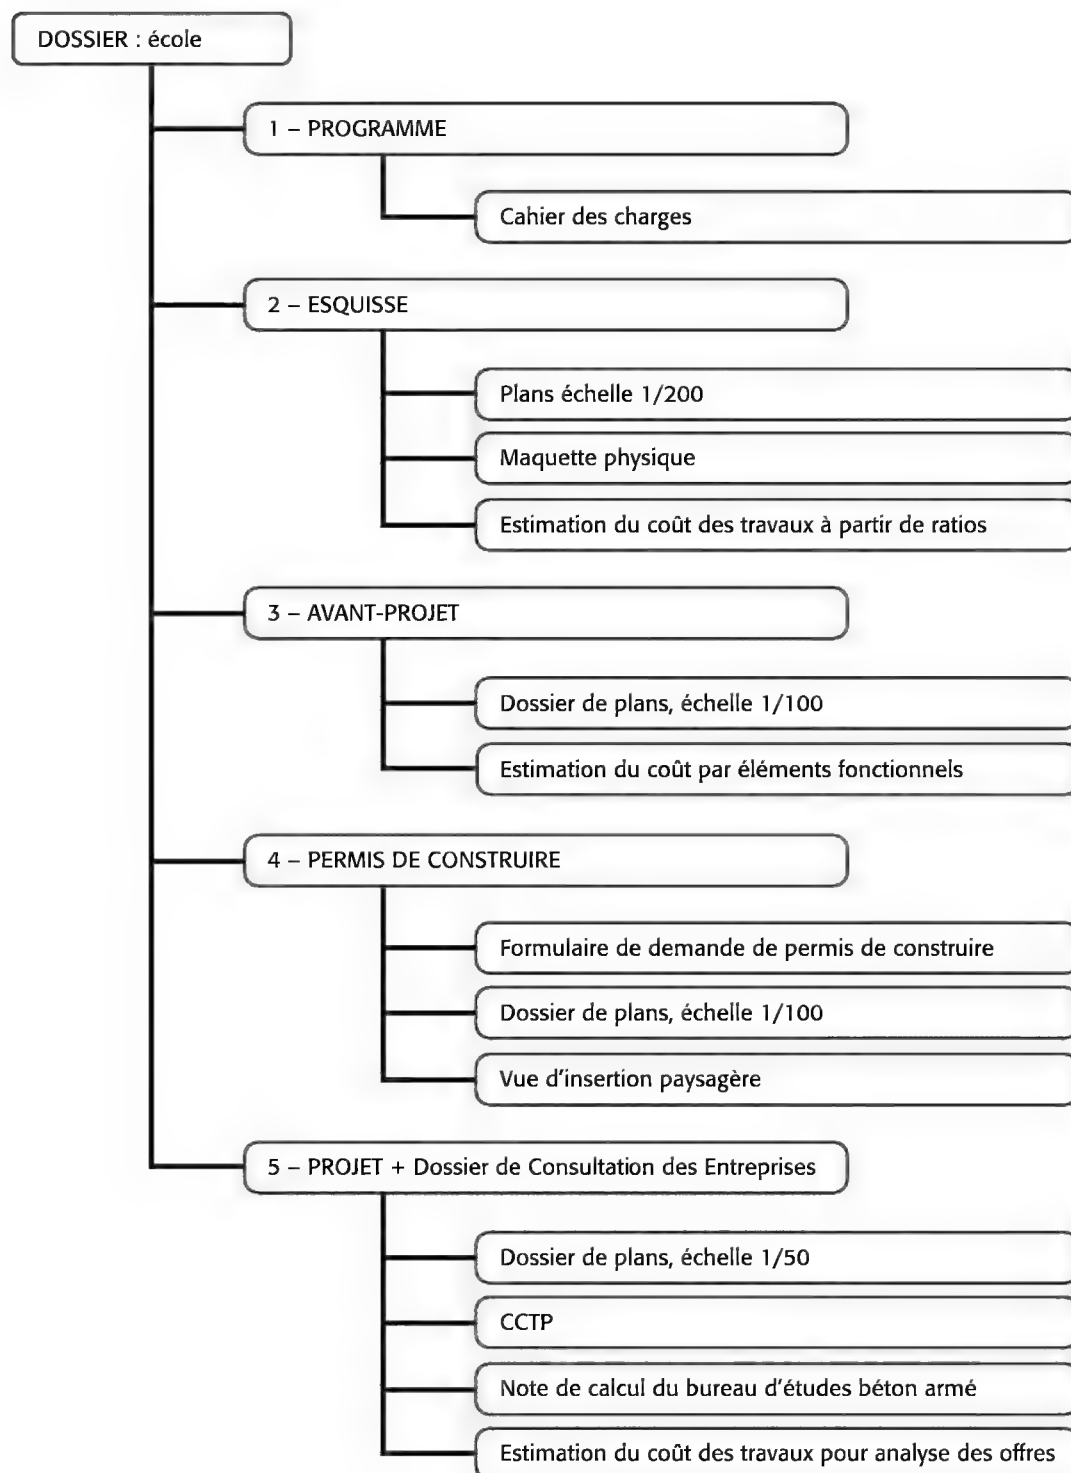 DOSSIER : école
1 – PROGRAMME
Cahier des charges
2 – ESQUISSE
Plans échelle 1/200
Maquette physique
Estimation du coût des travaux à partir de ratios
3 – AVANT-PROJET
Dossier de plans, échelle 1/100
Estimation du coût par éléments fonctionnels
4 – PERMIS DE CONSTRUIRE
Formulaire de demande de permis de construire
Dossier de plans, échelle 1/100
Vue d’insertion paysagère
5 – PROJET + Dossier de Consultation des Entreprises
Dossier de plans, échelle 1/50
CCTP
Note de calcul du bureau d’études béton armé
Estimation du coût des travaux pour analyse des offres